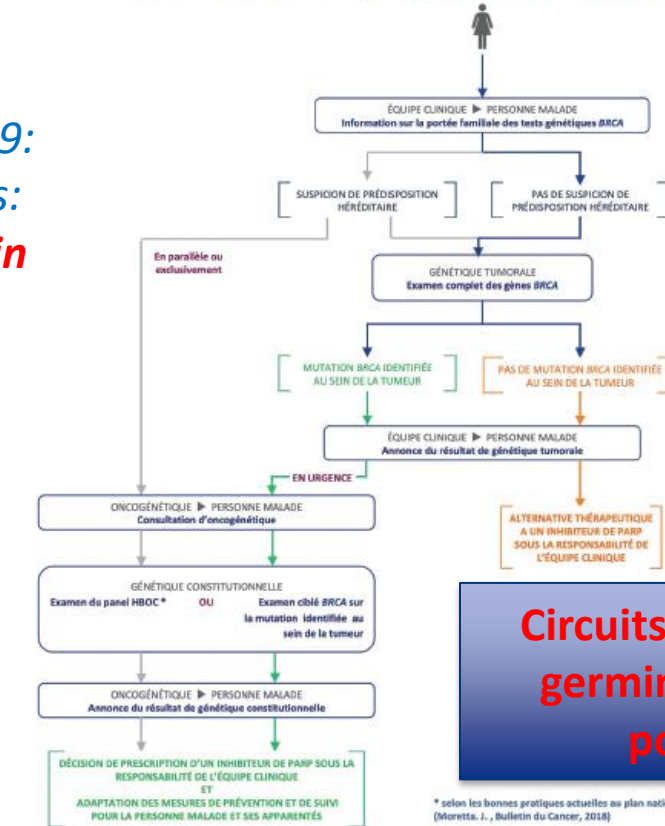 9:
s:
in
ÉQUIPE CLINIQUE ▶ PERSONNE MALADE
Information sur la portée familiale des tests génétiques BRCA
SUSPICION DE PRÉDISPOSITION
HÉRÉDITAIRE
PAS DE SUSPICION DE
PRÉDISPOSITION HÉRÉDITAIRE
En parallèle ou
exclusivement
GÉNÉTIQUE TUMORALE
Examen complet des gènes BRCA
MUTATION BRCA IDENTIFIÉE
AU SEIN DE LA TUMEUR
PAS DE MUTATION BRCA IDENTIFIÉE
AU SEIN DE LA TUMEUR
ÉQUIPE CLINIQUE ▶ PERSONNE MALADE
Annonce du résultat de génétique tumorale
EN URGENCE
ONCOGÉNÉTIQUE ▶ PERSONNE MALADE
Consultation d'oncogénétique
ALTERNATIVE THÉRAPEUTIQUE
A UN INHIBITEUR DE PARP
SOUS LA RESPONSABILITÉ DE
L'ÉQUIPE CLINIQUE
GÉNÉTIQUE CONSTITUTIONNELLE
Examen du panel HBOC * OU Examen ciblé BRCA sur
la mutation identifiée au
sein de la tumeur
Circuits
germin
po
ONCOGÉNÉTIQUE ▶ PERSONNE MALADE
Annonce du résultat de génétique constitutionnelle
DÉCISION DE PRESCRIPTION D'UN INHIBITEUR DE PARP SOUS LA
RESPONSABILITÉ DE L'ÉQUIPE CLINIQUE
ET
ADAPTATION DES MESURES DE PRÉVENTION ET DE SUIVI
POUR LA PERSONNE MALADE ET SES APPARENTÉS
* selon les bonnes pratiques actuelles au plan nati
(Moretta. J. , Bulletin du Cancer, 2018)